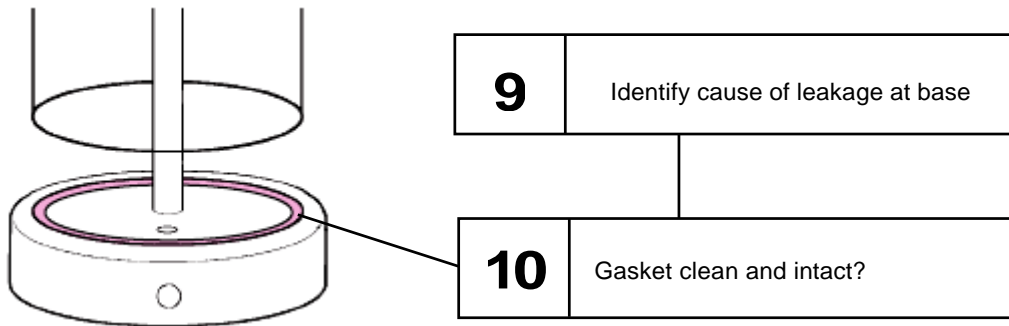 9 Identify cause of leakage at base
10 Gasket clean and intact?